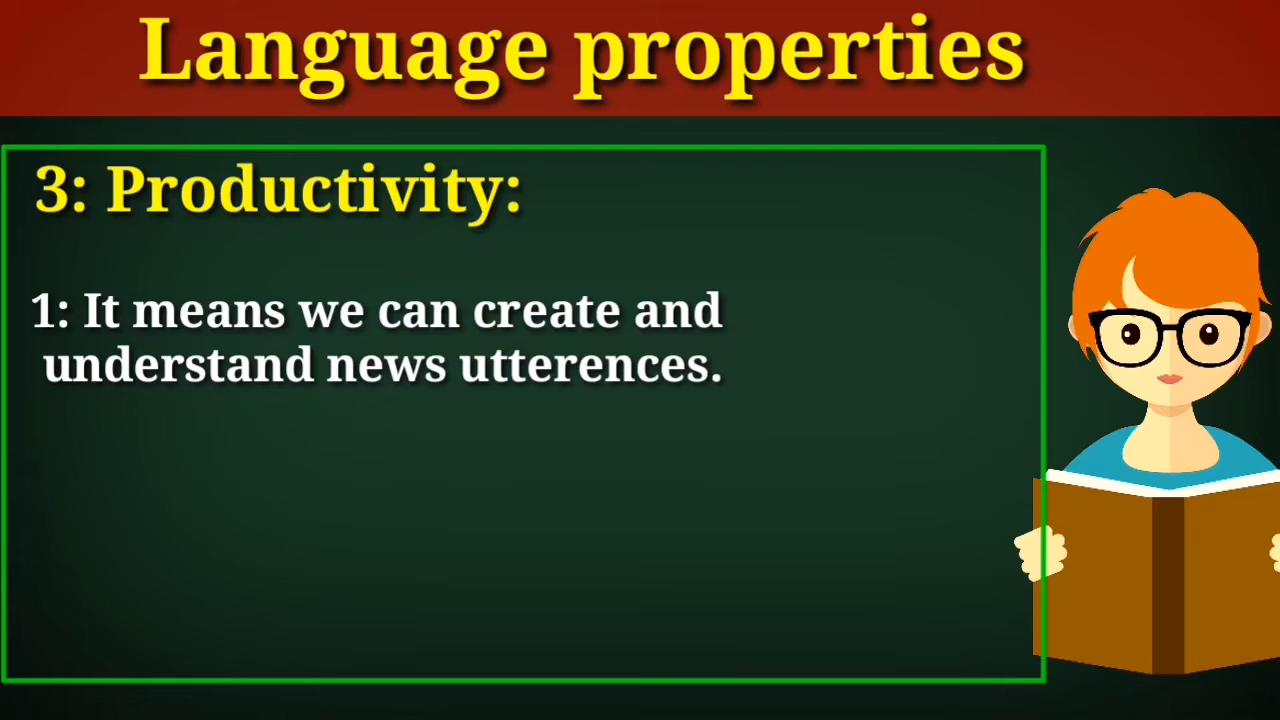 Language properties
3: Productivity:
1: It means we can create and
understand news utterences.